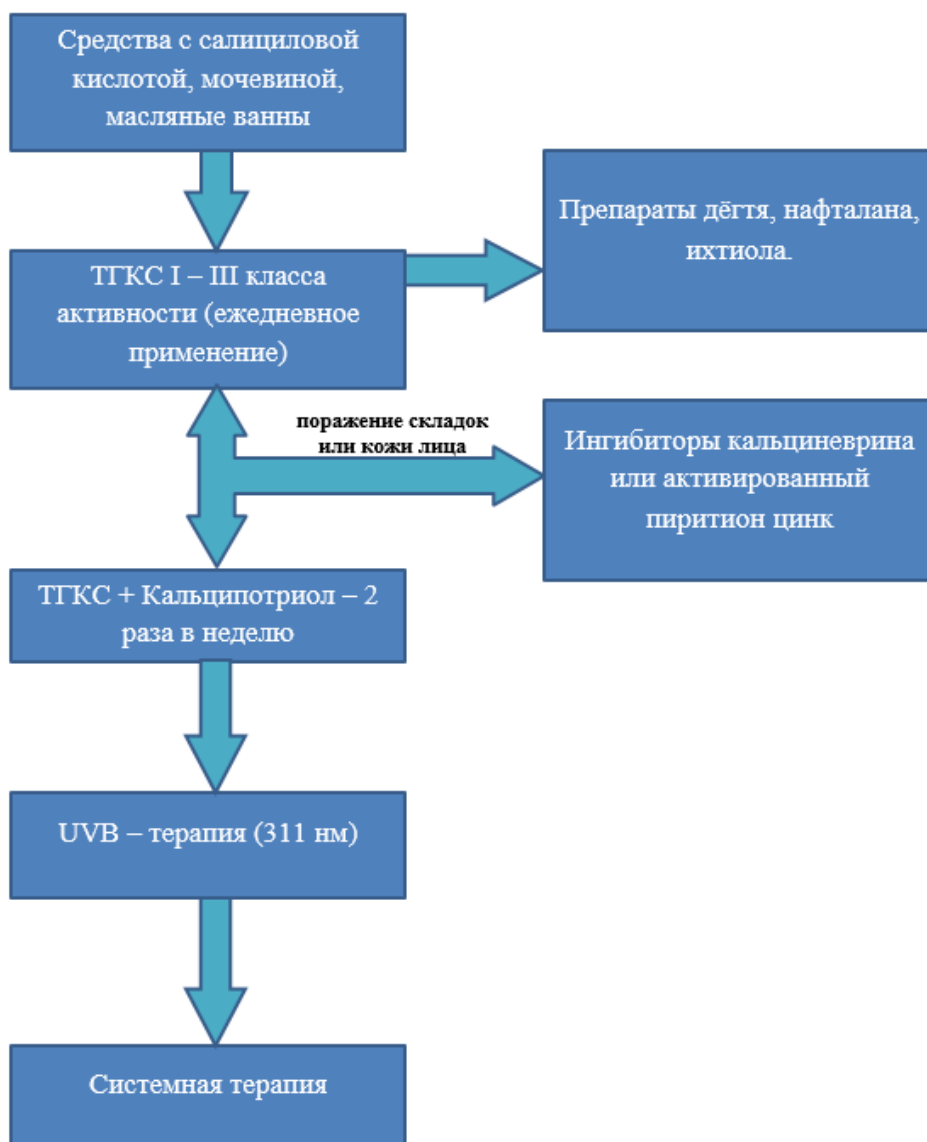 Средства с салициловой
кислотой, мочевиной,
масляные ванны
Препараты дёгтя, нафталана,
ихтиола.
ТГКС I – III класса
активности (ежедневное
применение)
поражение складок
или кожи лица
Ингибиторы кальциневрина
или активированный
пиритион цинк
ТГКС + Кальципотриол – 2
раза в неделю
UVB – терапия (311 нм)
Системная терапия